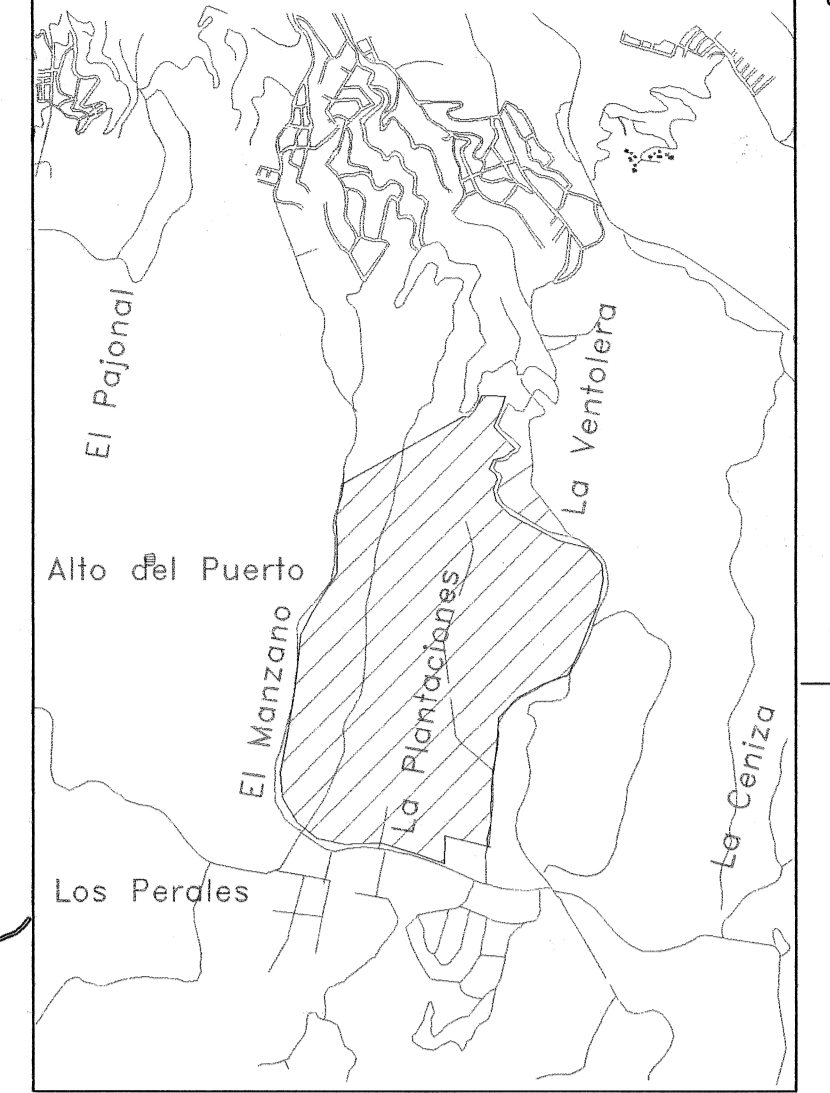 El Pajonal
La Ventolera
Alto del Puerto
El Manzano
La Plantaciones
La Ceniza
Los Perales